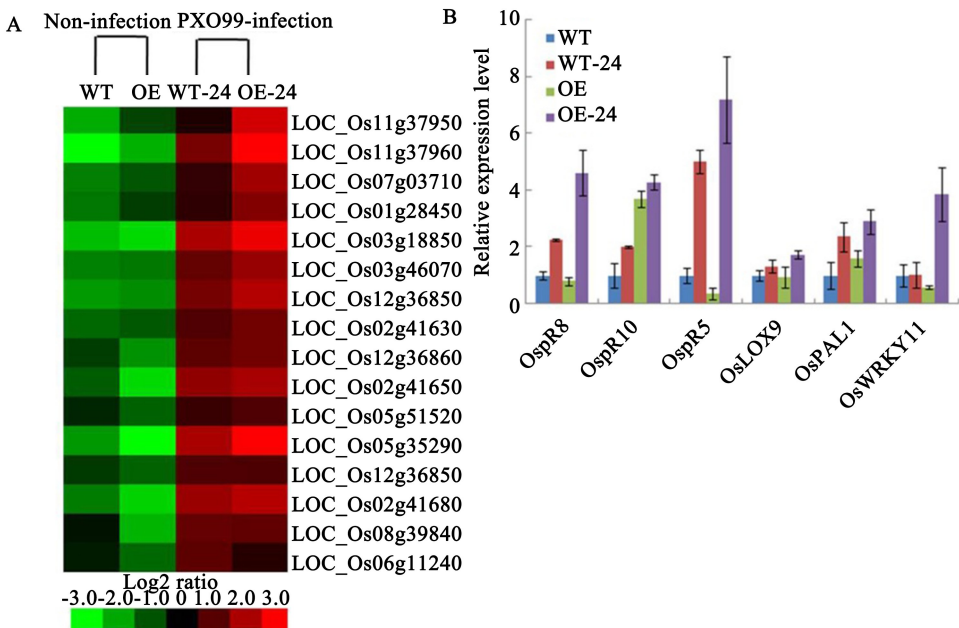 A
Non-infection PXO99-infection
WT OE WT-24 OE-24
LOC_Os11g37950
LOC_Os11g37960
LOC_Os07g03710
LOC_Os01g28450
LOC_Os03g18850
LOC_Os03g46070
LOC_Os12g36850
LOC_Os02g41630
LOC_Os12g36860
LOC_Os02g41650
LOC_Os05g51520
LOC_Os05g35290
LOC_Os12g36850
LOC_Os02g41680
LOC_Os08g39840
LOC_Os06g11240
Log2 ratio
-3.0 -2.0 -1.0 0 1.0 2.0 3.0
B
Relative expression level
10
8
6
4
2
0
WT
WT-24
OE
OE-24
OspR8
OspR10
OspR5
OsLOX9
OsPAL1
OsWRKY11